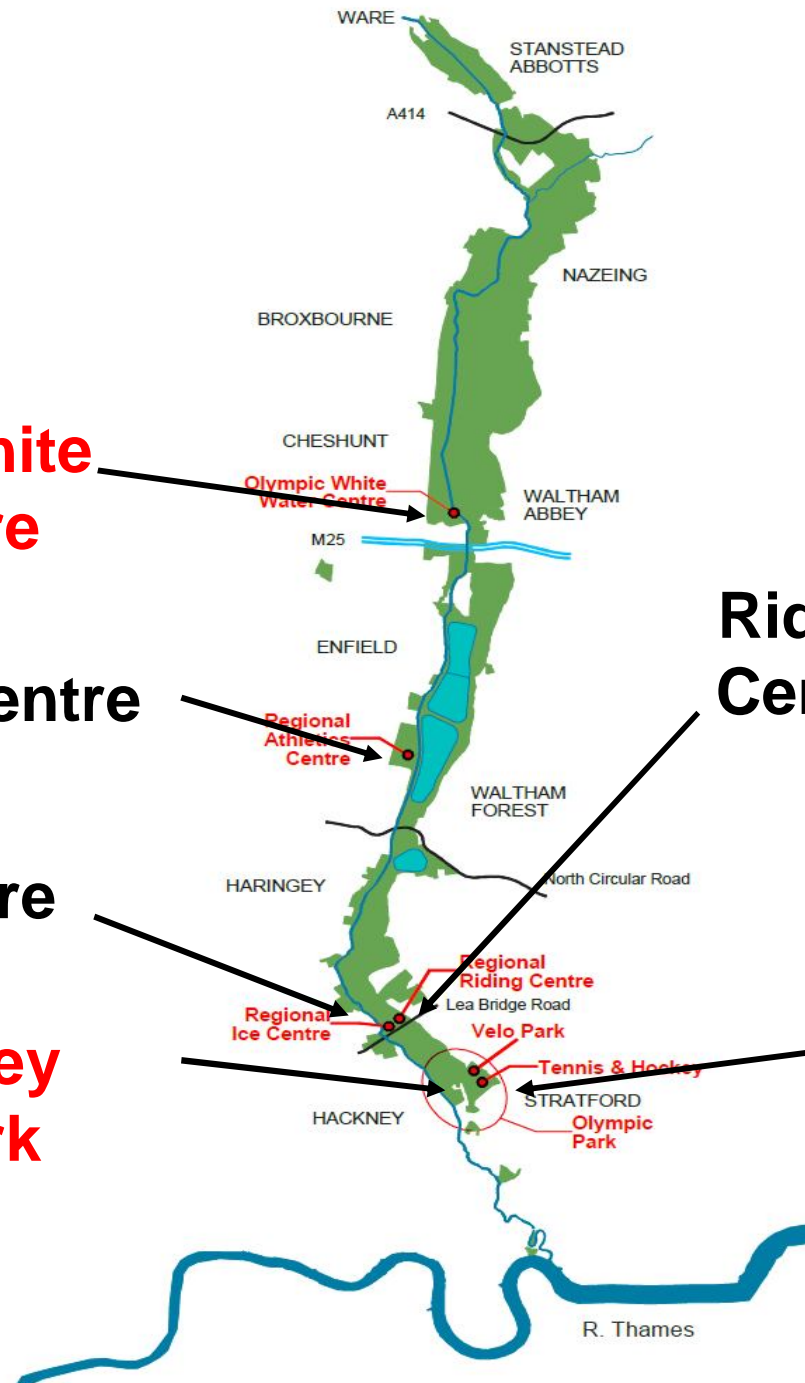 WARE
STANSTEAD
ABBOTTS
A414
NAZEING
BROXBOURNE
CHESHUNT
Olympic White
Water Centre
WALTHAM
ABBEY
M25
ENFIELD
Regional
Athletics
Centre
WALTHAM
FOREST
HARINGEY
North Circular Road
Regional
Riding Centre
Lea Bridge Road
Regional
Ice Centre
Velo Park
Tennis & Hockey
STRATFORD
HACKNEY
Olympic
Park
R. Thames
hite
re
entre
re
ey
rk
Rid
Cen